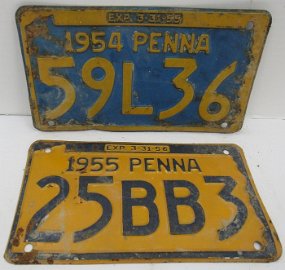 EXP. 3-31-55
1954 PENNA
59L36
EXP. 3-31-56
1955 PENNA
25BB3